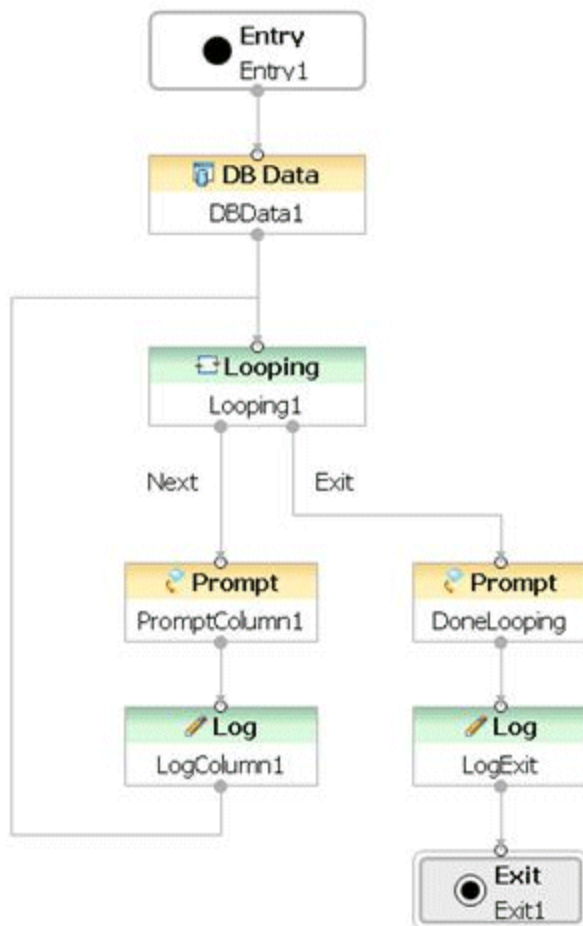 Entry
Entry1
DB Data
DBData1
Looping
Looping1
Next
Exit
Prompt
PromptColumn1
Prompt
DoneLooping
Log
LogColumn1
Log
LogExit
Exit
Exit1